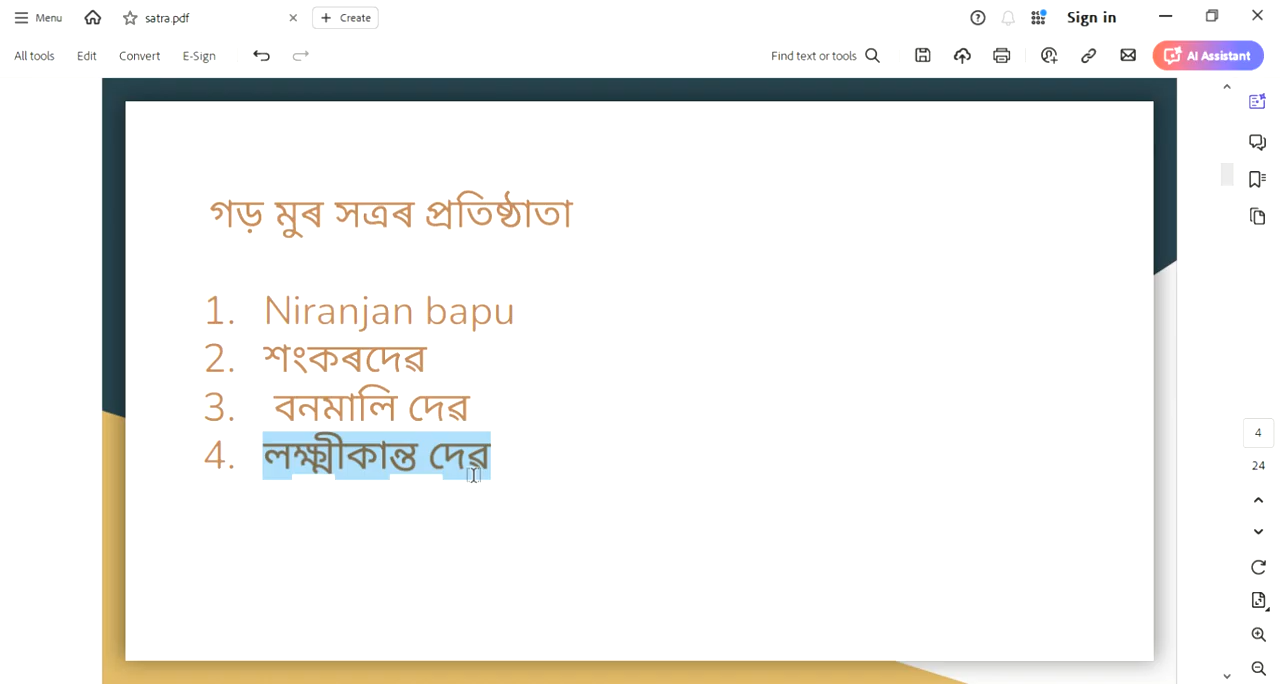 Menu
satra.pdf
Create
Sign in
All tools
Edit
Convert
E-Sign
Find text or tools
AI Assistant
গড় মুৰ সত্ৰৰ প্ৰতিষ্ঠাতা
1. Niranjan bapu
2. শংকৰদেৱ
3. বনমালি দেৱ
4. লক্ষ্মীকান্ত দেৱ
4
24